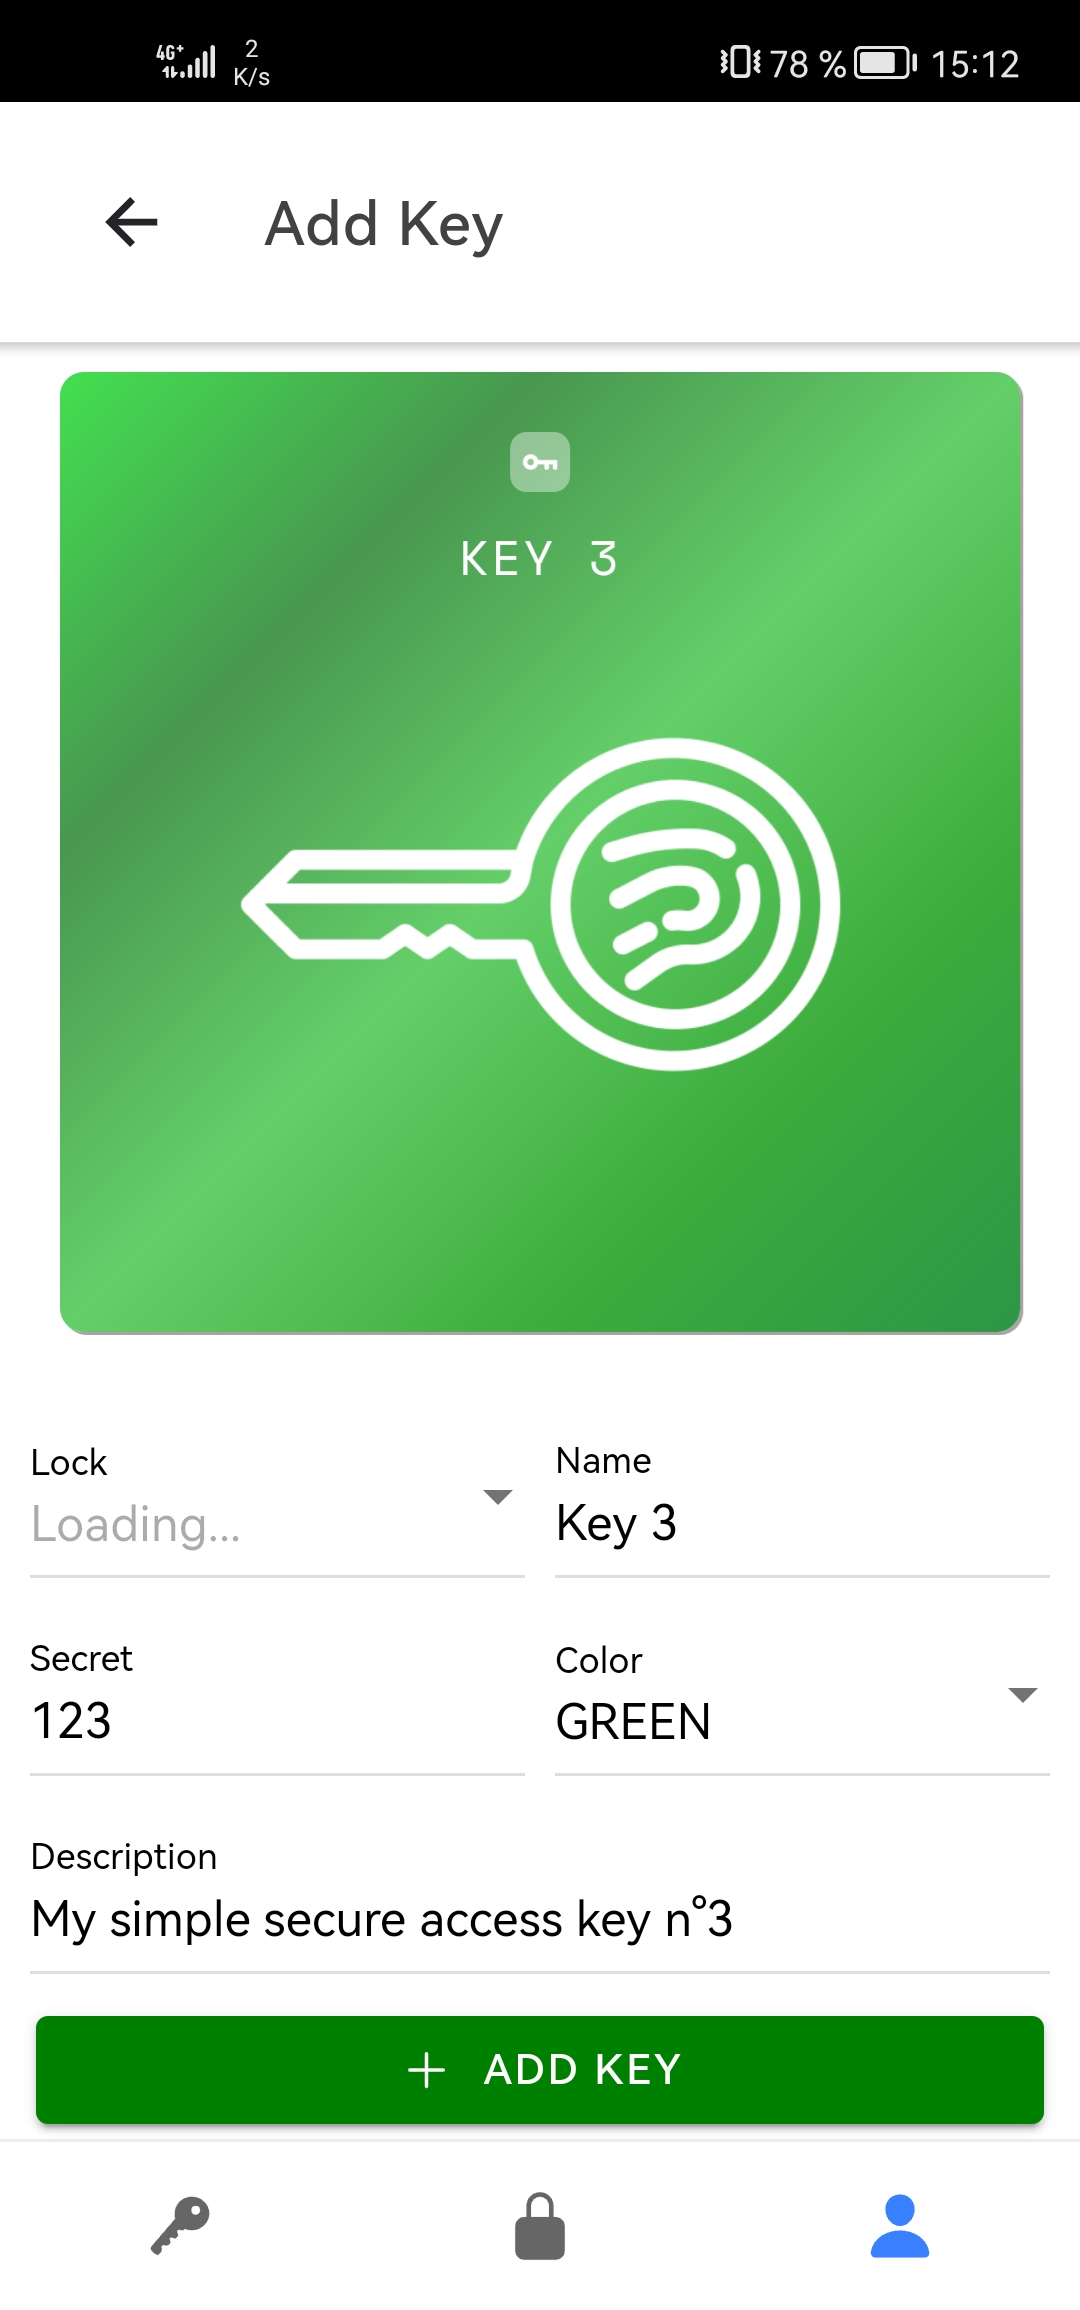 4G+
2
K/s
78 %
15:12
Add Key
KEY 3
Lock
Loading...
Name
Key 3
Secret
123
Color
GREEN
Description
My simple secure access key n°3
ADD KEY